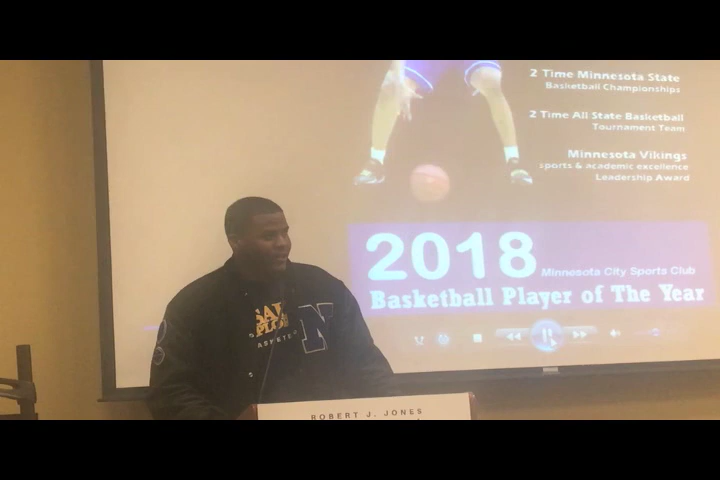 2 Time Minnesota State
Basketball Championships
2 Time All State Basketball
Tournament Team
Minnesota Vikings
sports & academic excellence
Leadership Award
2018 Minnesota City Sports Club
Basketball Player of The Year
N
ROBERT J. JONES